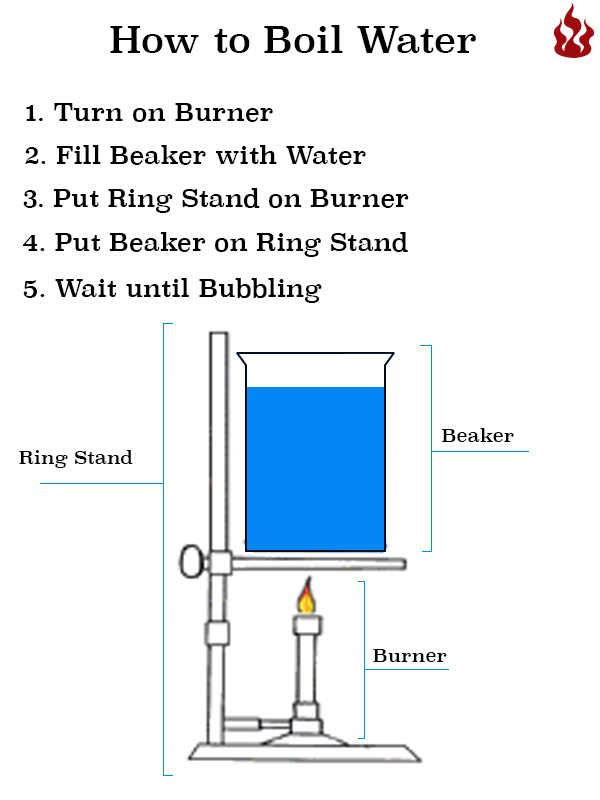 How to Boil Water
1. Turn on Burner
2. Fill Beaker with Water
3. Put Ring Stand on Burner
4. Put Beaker on Ring Stand
5. Wait until Bubbling
Beaker
Ring Stand
Burner